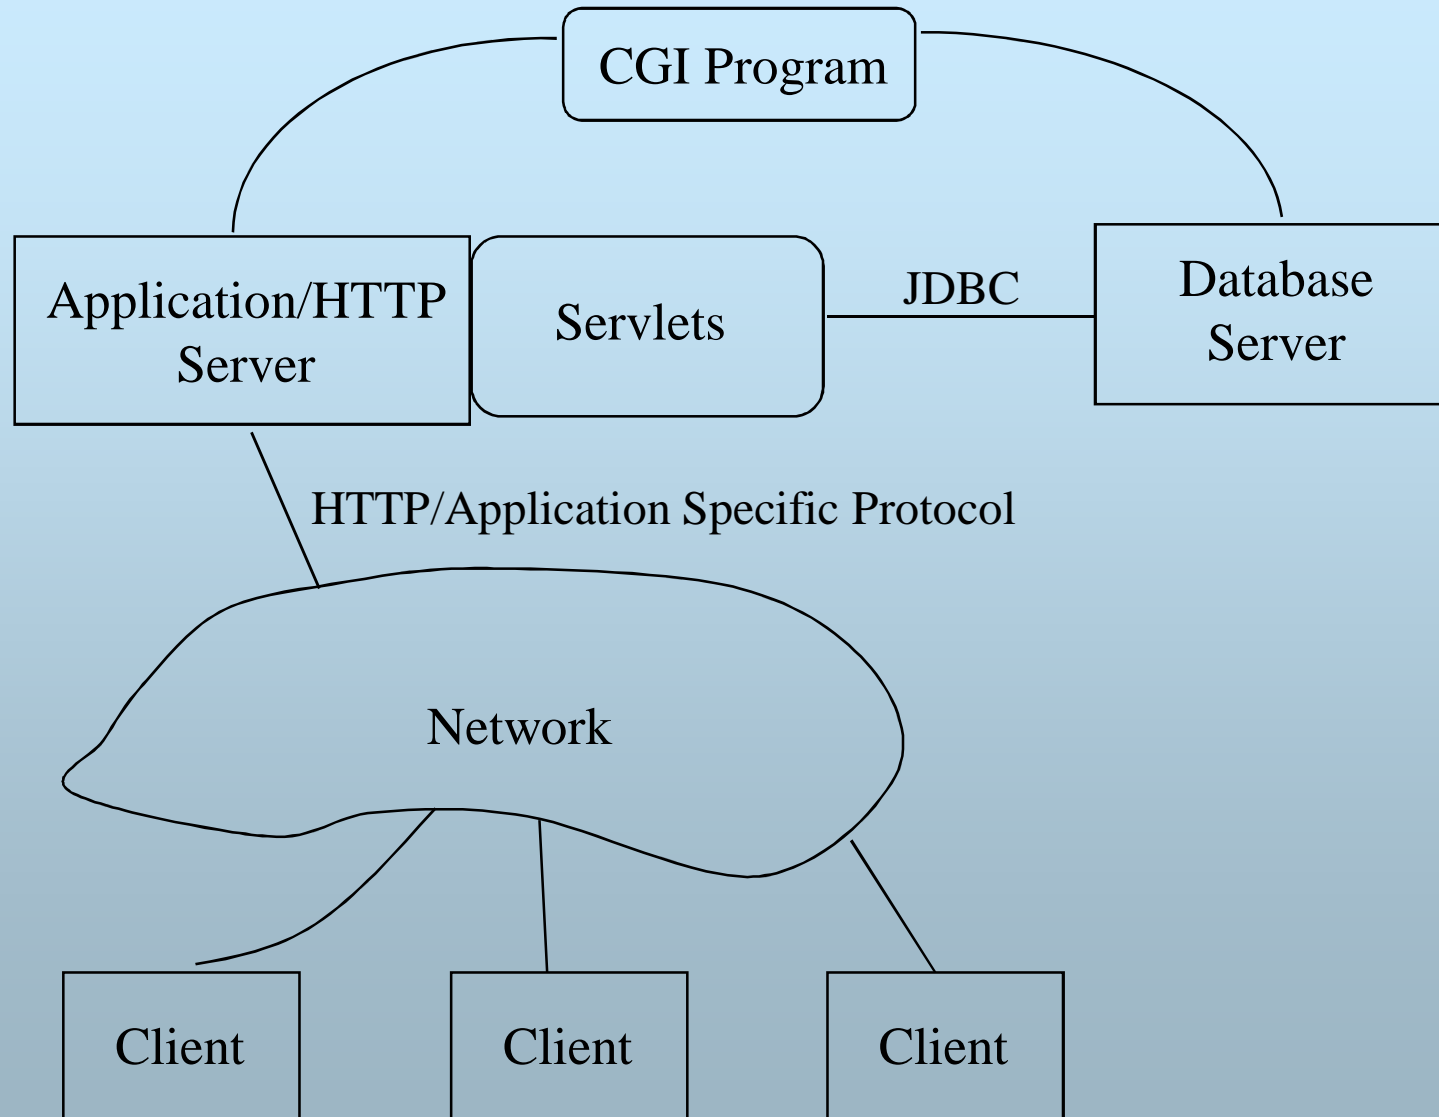 CGI Program
Application/HTTP
Server
Servlets
JDBC
Database
Server
HTTP/Application Specific Protocol
Network
Client
Client
Client